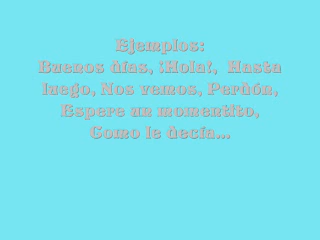 Ejemplos:
Buenos días, ¡Hola!, Hasta
luego, Nos vemos, Perdón,
Espere un momentito,
Como le decía...